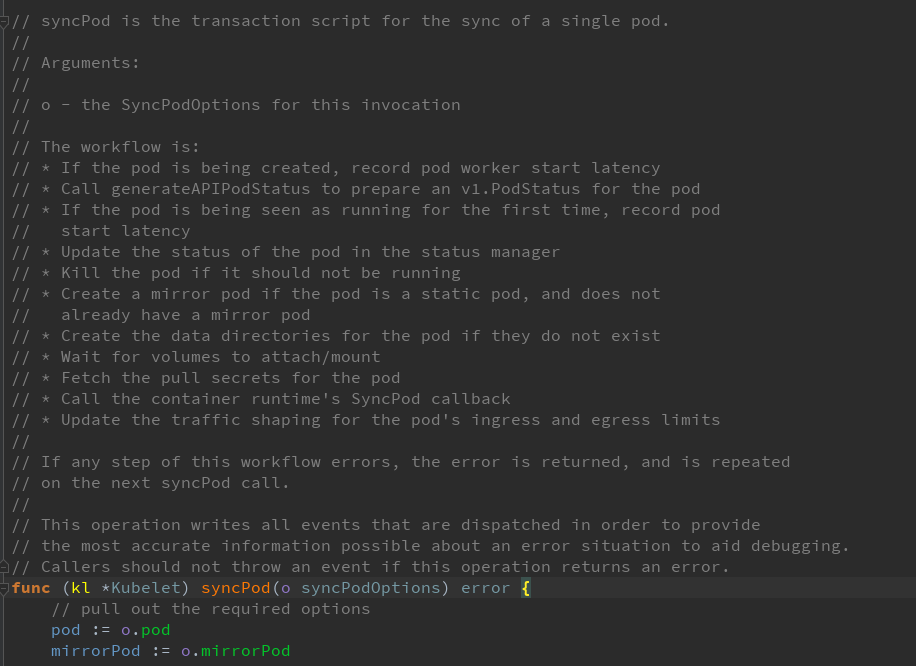 // syncPod is the transaction script for the sync of a single pod.
//
// Arguments:
//
// o - the SyncPodOptions for this invocation
//
// The workflow is:
// * If the pod is being created, record pod worker start latency
// * Call generateAPIPodStatus to prepare an v1.PodStatus for the pod
// * If the pod is being seen as running for the first time, record pod
//   start latency
// * Update the status of the pod in the status manager
// * Kill the pod if it should not be running
// * Create a mirror pod if the pod is a static pod, and does not
//   already have a mirror pod
// * Create the data directories for the pod if they do not exist
// * Wait for volumes to attach/mount
// * Fetch the pull secrets for the pod
// * Call the container runtime's SyncPod callback
// * Update the traffic shaping for the pod's ingress and egress limits
//
// If any step of this workflow errors, the error is returned, and is repeated
// on the next syncPod call.
//
// This operation writes all events that are dispatched in order to provide
// the most accurate information possible about an error situation to aid debugging.
// Callers should not throw an event if this operation returns an error.
func (kl *Kubelet) syncPod(o syncPodOptions) error {
    // pull out the required options
    pod := o.pod
    mirrorPod := o.mirrorPod